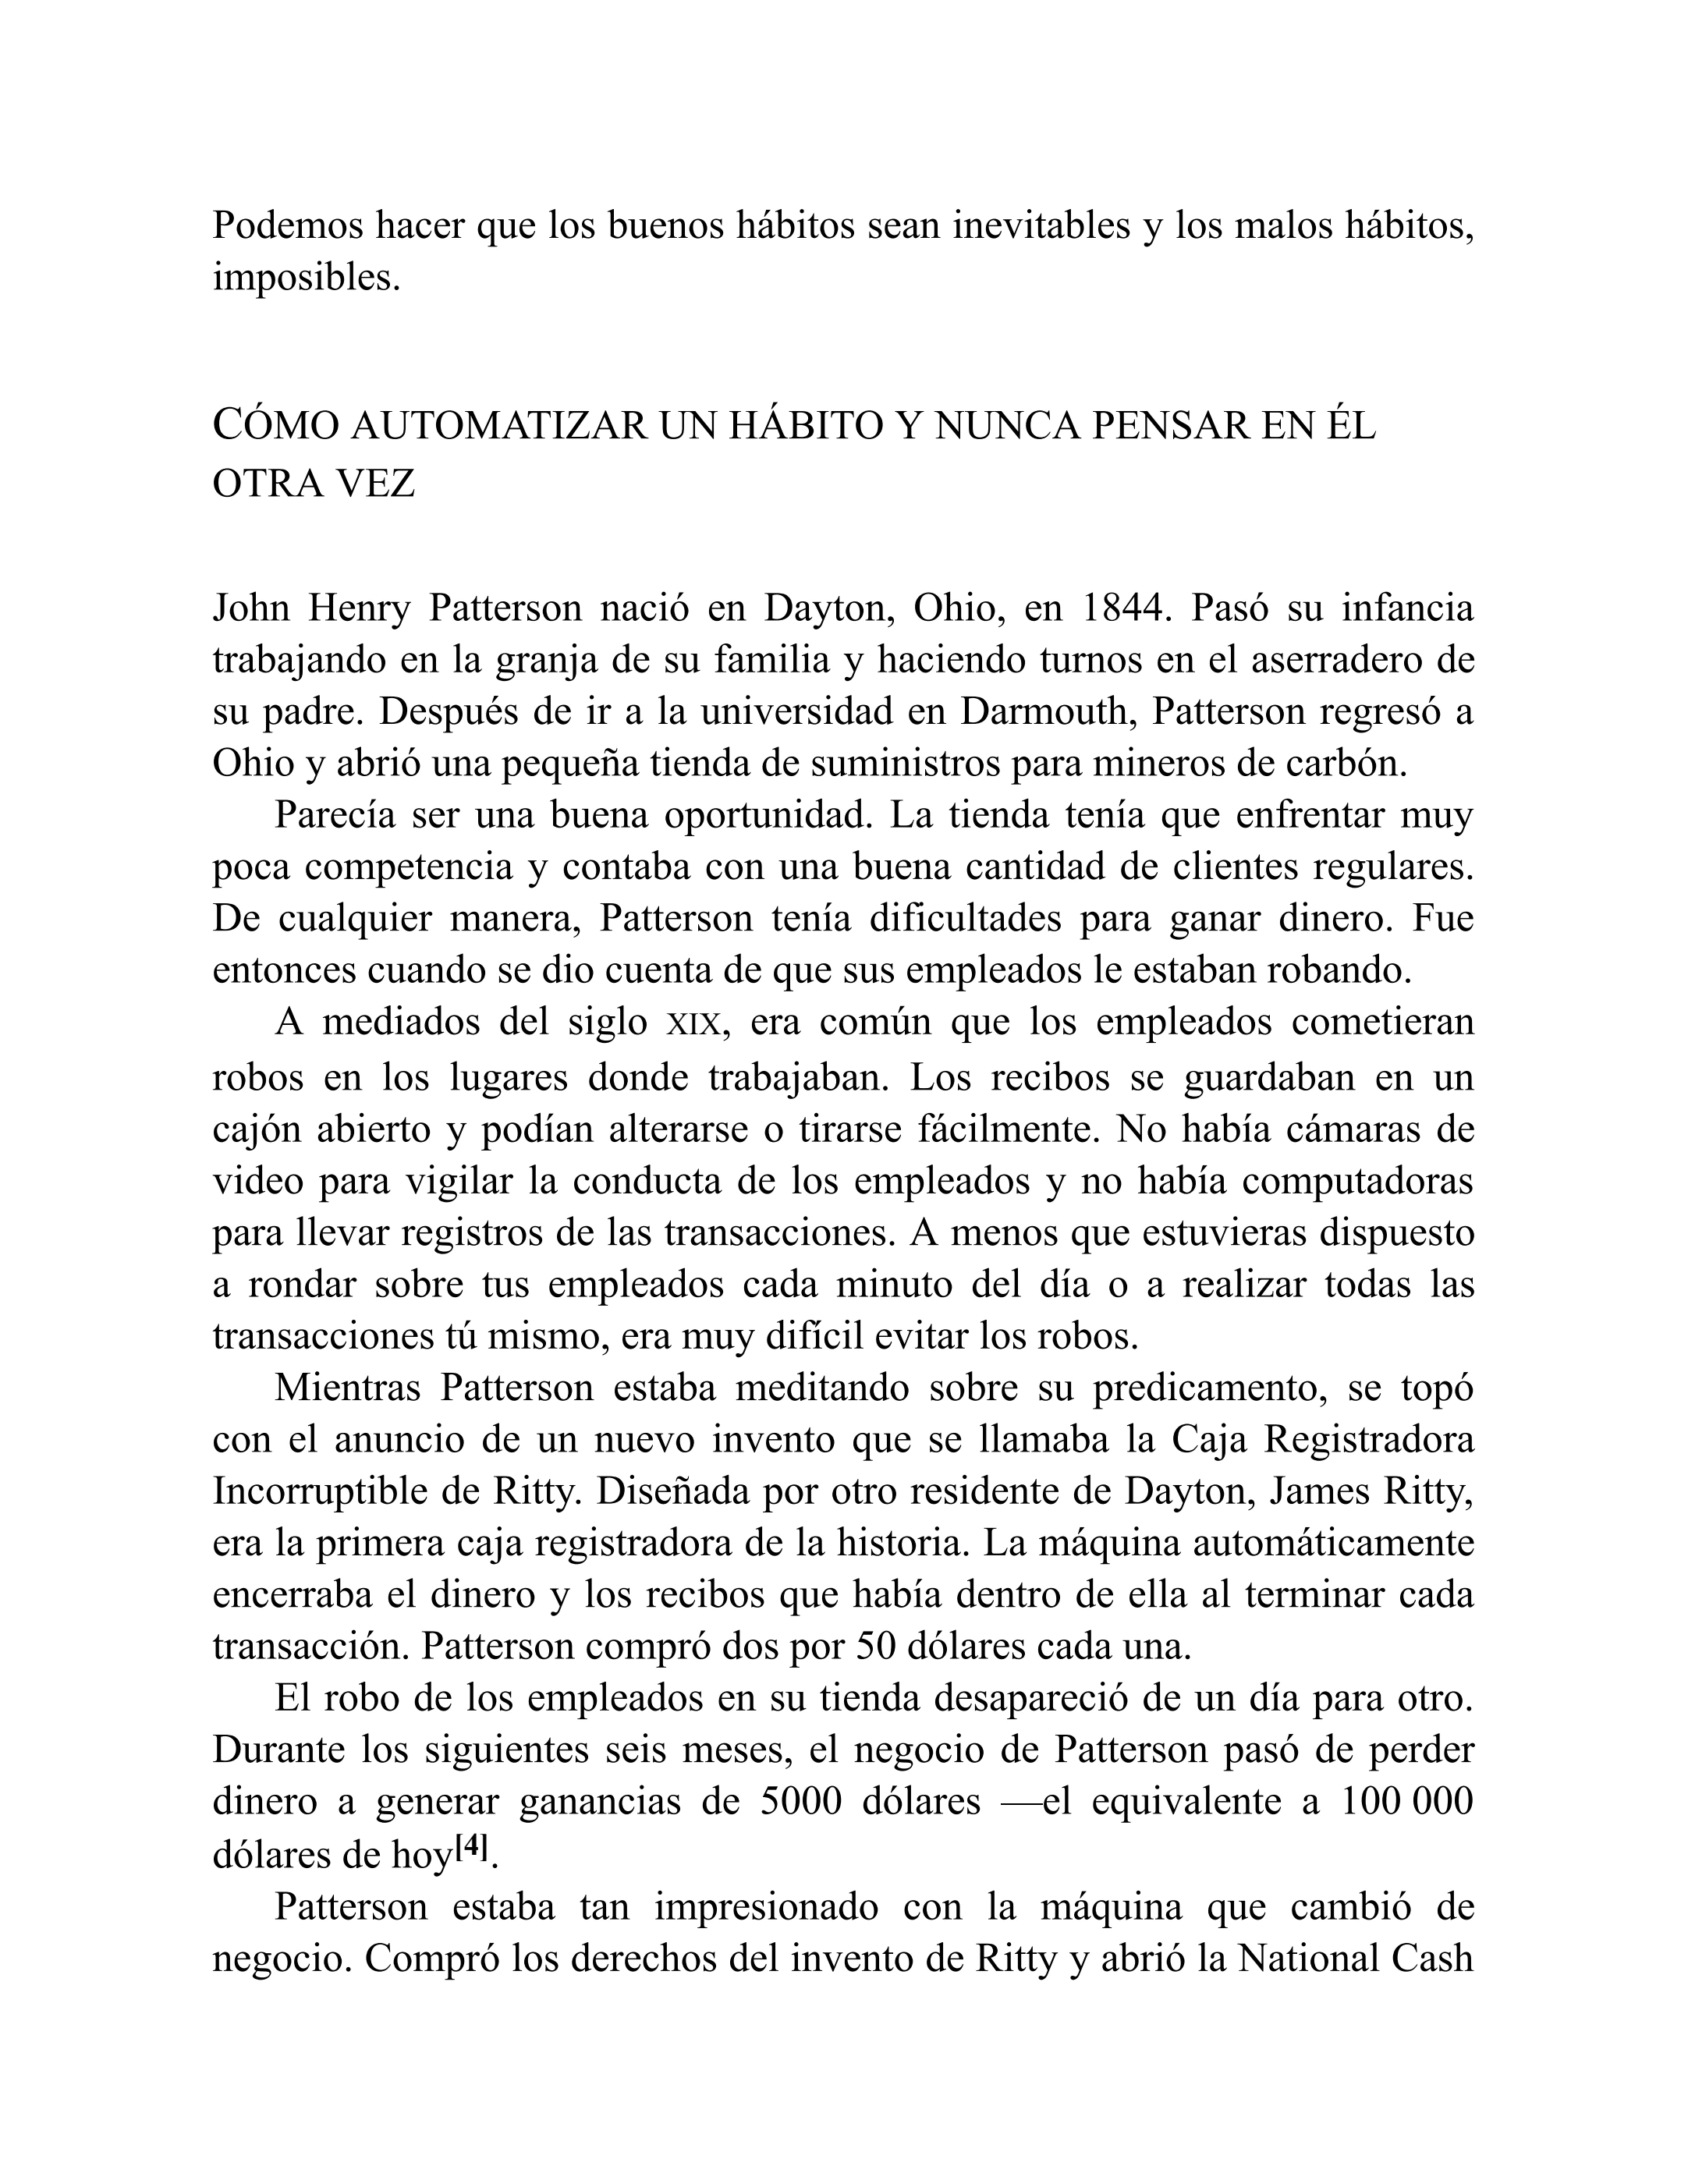 Podemos hacer que los buenos hábitos sean inevitables y los malos hábitos,
imposibles.
CÓMO AUTOMATIZAR UN HÁBITO Y NUNCA PENSAR EN ÉL
OTRA VEZ
John Henry Patterson nació en Dayton, Ohio, en 1844. Pasó su infancia
trabajando en la granja de su familia y haciendo turnos en el aserradero de
su padre. Después de ir a la universidad en Darmouth, Patterson regresó a
Ohio y abrió una pequeña tienda de suministros para mineros de carbón.
Parecía ser una buena oportunidad. La tienda tenía que enfrentar muy
poca competencia y contaba con una buena cantidad de clientes regulares.
De cualquier manera, Patterson tenía dificultades para ganar dinero. Fue
entonces cuando se dio cuenta de que sus empleados le estaban robando.
A mediados del siglo XIX, era común que los empleados cometieran
robos en los lugares donde trabajaban. Los recibos se guardaban en un
cajón abierto y podían alterarse o tirarse fácilmente. No había cámaras de
video para vigilar la conducta de los empleados y no había computadoras
para llevar registros de las transacciones. A menos que estuvieras dispuesto
a rondar sobre tus empleados cada minuto del día o a realizar todas las
transacciones tú mismo, era muy difícil evitar los robos.
Mientras Patterson estaba meditando sobre su predicamento, se topó
con el anuncio de un nuevo invento que se llamaba la Caja Registradora
Incorruptible de Ritty. Diseñada por otro residente de Dayton, James Ritty,
era la primera caja registradora de la historia. La máquina automáticamente
encerraba el dinero y los recibos que había dentro de ella al terminar cada
transacción. Patterson compró dos por 50 dólares cada una.
El robo de los empleados en su tienda desapareció de un día para otro.
Durante los siguientes seis meses, el negocio de Patterson pasó de perder
dinero a generar ganancias de 5000 dólares —el equivalente a 100 000
dólares de hoy[4].
Patterson estaba tan impresionado con la máquina que cambió de
negocio. Compró los derechos del invento de Ritty y abrió la National Cash